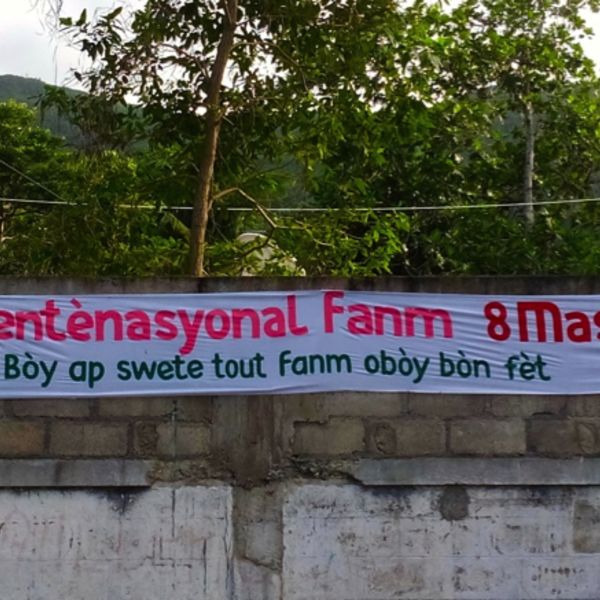 entènasyonal Fanm 8 Mas
Bòy ap swete tout Fanm obòy bòn fèt